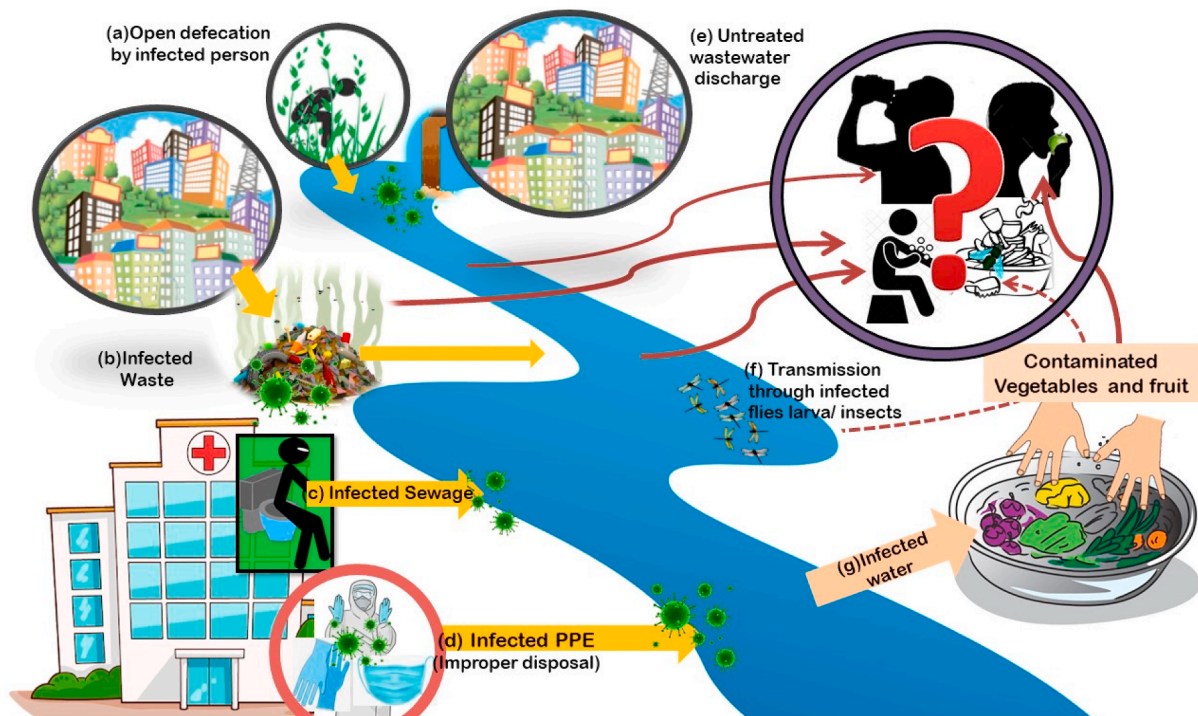 (a)Open defecation
by infected person
(e) Untreated
wastewater
discharge
(b)Infected
Waste
(f) Transmission
through infected
flies larva/ insects
Contaminated
Vegetables and fruit
(c) Infected Sewage
(g)Infected
water
(d) Infected PPE
(Improper disposal)
?